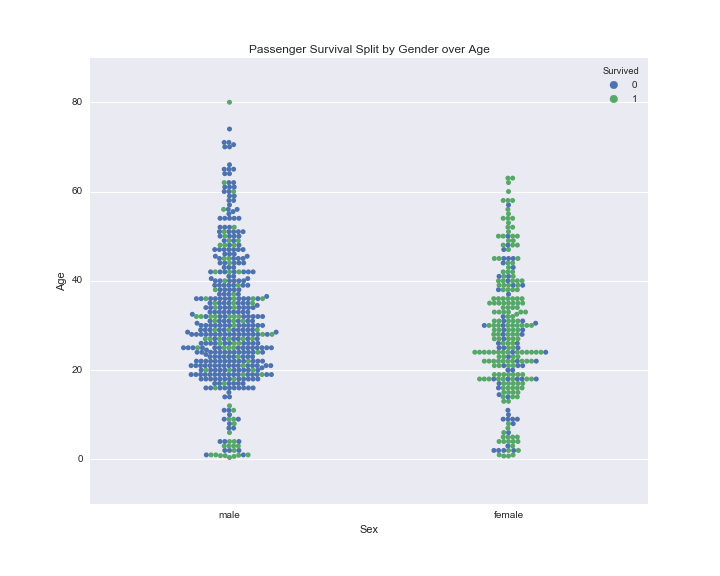 Passenger Survival Split by Gender over Age
Survived
0
1
80
60
40
20
0
Age
male
female
Sex